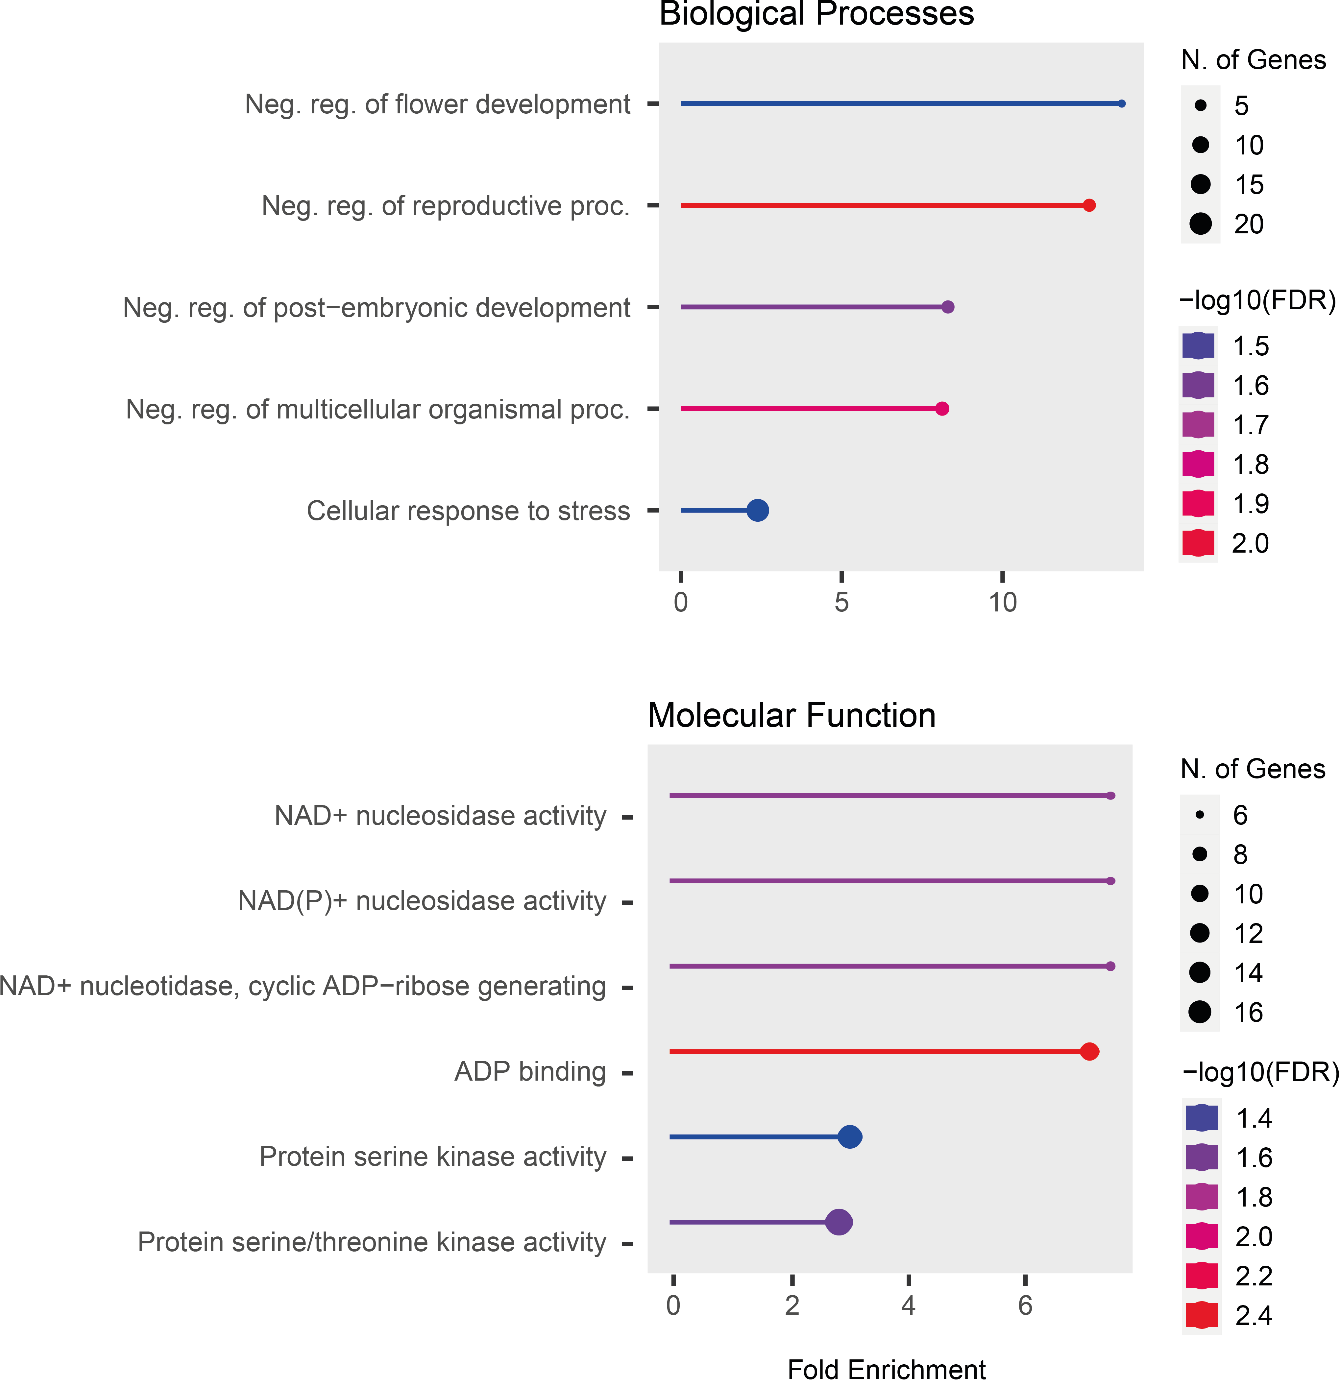 Biological Processes
N. of Genes
Neg. reg. of flower development
5
10
15
20
Neg. reg. of reproductive proc.
Neg. reg. of post−embryonic development
Neg. reg. of multicellular organismal proc.
Cellular response to stress
−log10(FDR)
1.5
1.6
1.7
1.8
1.9
2.0
0 5 10
Molecular Function
N. of Genes
NAD+ nucleosidase activity
NAD(P)+ nucleosidase activity
NAD+ nucleotidase, cyclic ADP−ribose generating
ADP binding
Protein serine kinase activity
Protein serine/threonine kinase activity
6
8
10
12
14
16
−log10(FDR)
1.4
1.6
1.8
2.0
2.2
2.4
0 2 4 6
Fold Enrichment